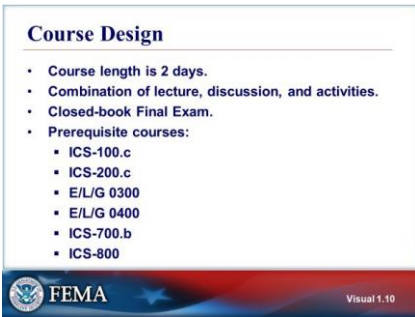 Course Design
• Course length is 2 days.
• Combination of lecture, discussion, and activities.
• Closed-book Final Exam.
• Prerequisite courses:
▪ ICS-100.c
▪ ICS-200.c
▪ E/L/G 0300
▪ E/L/G 0400
▪ ICS-700.b
▪ ICS-800
FEMA
Visual 1.10